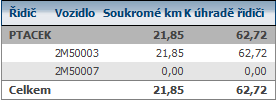 Řidič Vozidlo Soukromé km K úhradě řidiči
PTACEK 21,85 62,72
2M50003 21,85 62,72
2M50007 0,00 0,00
Celkem 21,85 62,72